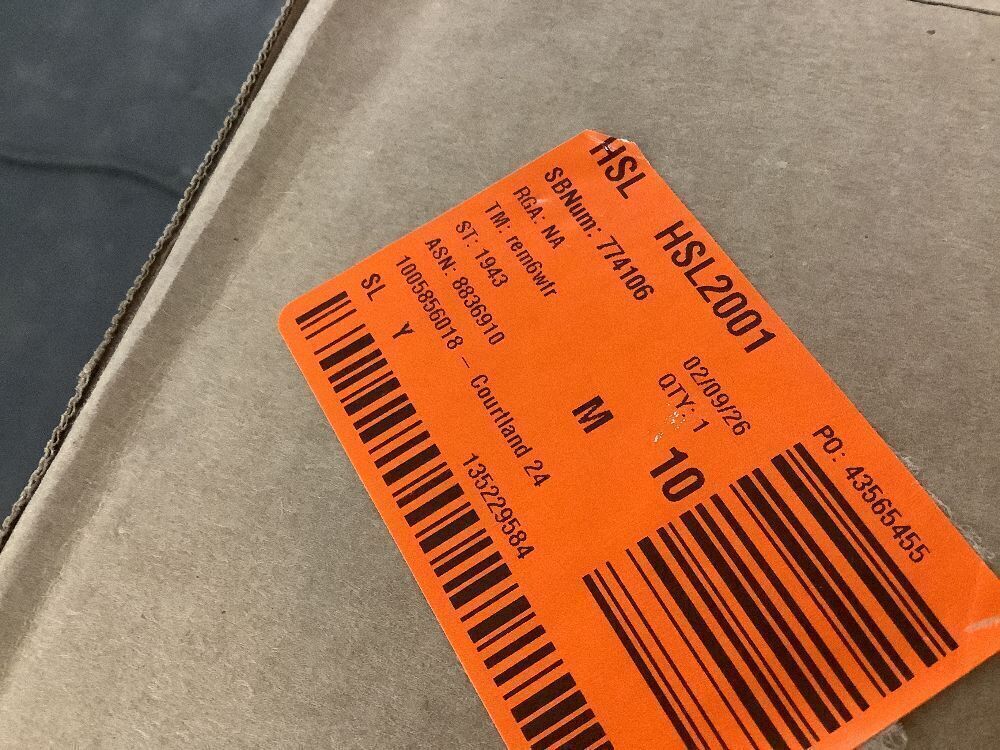 HSL HSL2001
SBNum: 774106 02/09/26 PO: 43565455
RGA: NA QTY: 1
TM: rem6wfr M 10
ST: 1943
ASN: 8836910
1005856018 - Courtland 24
SL Y 135229584